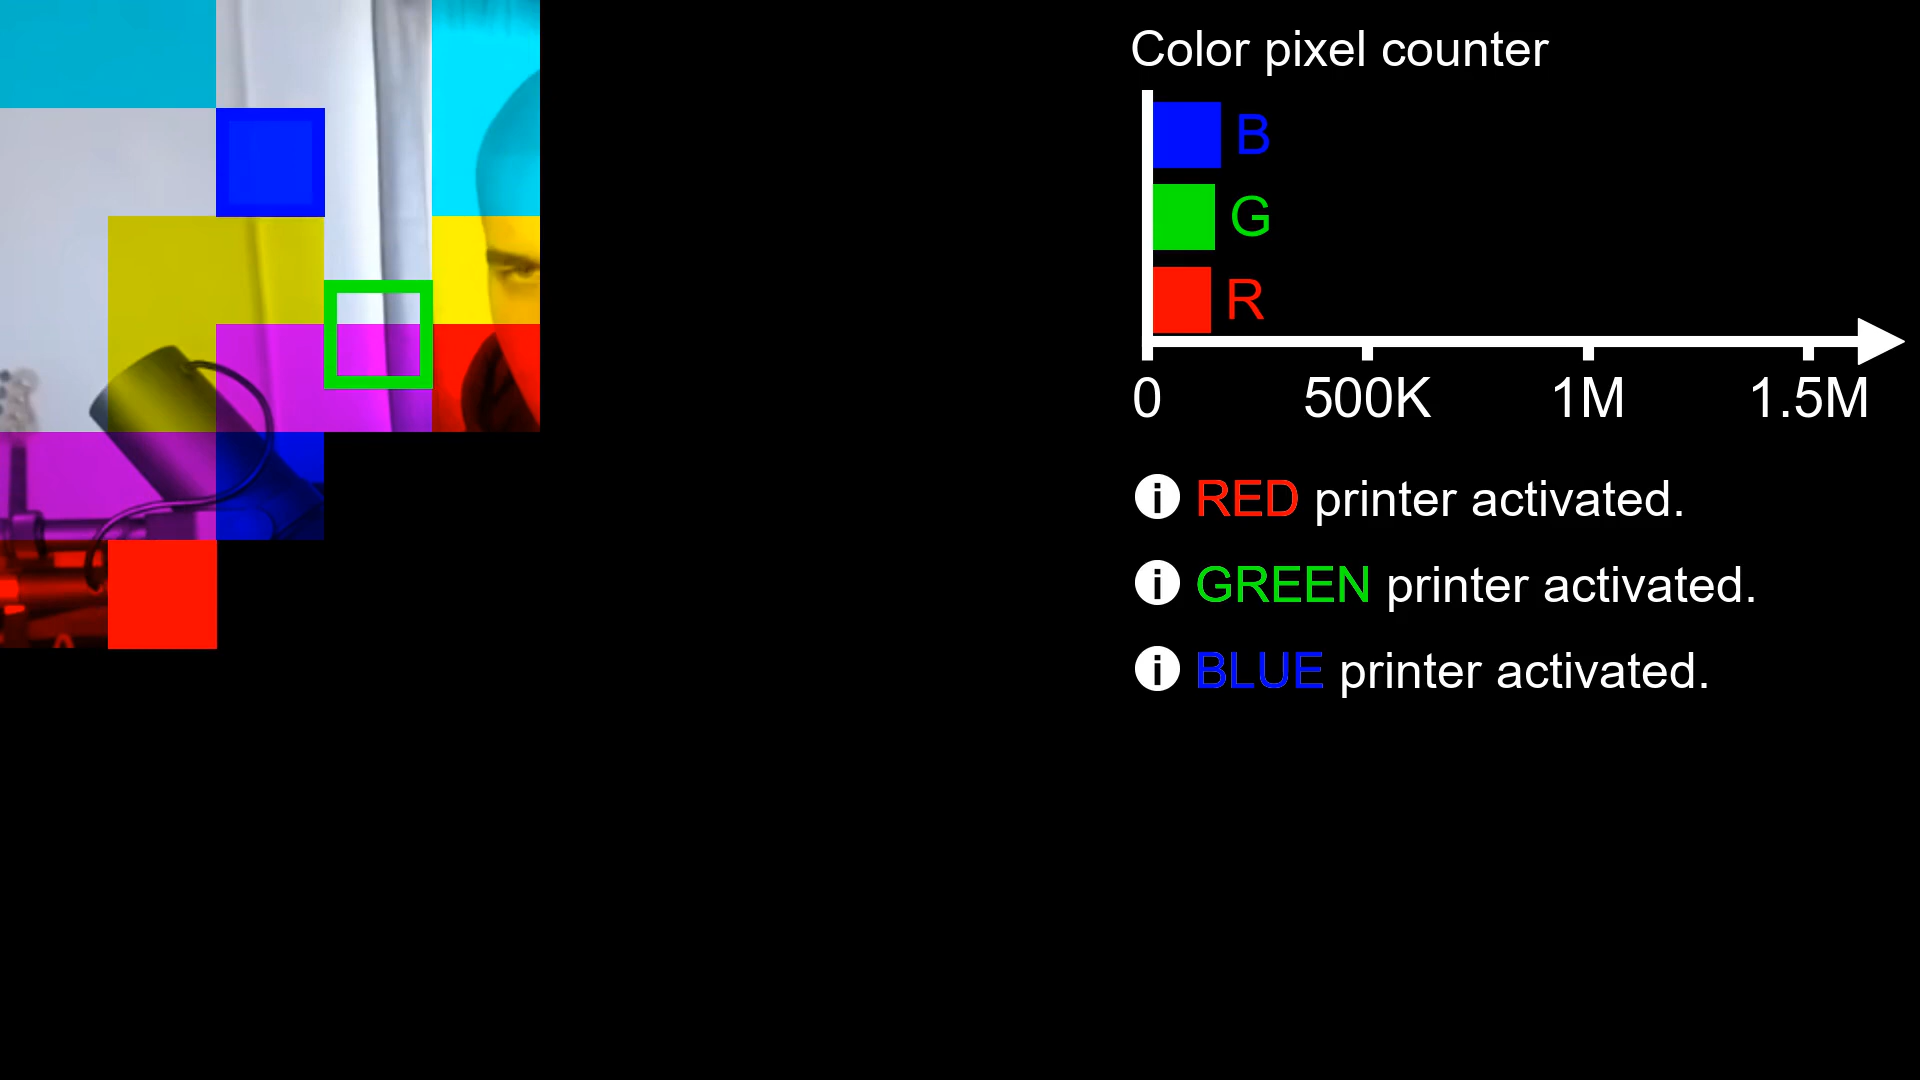 Color pixel counter
B
G
R
0 500K 1M 1.5M
i RED printer activated.
i GREEN printer activated.
i BLUE printer activated.